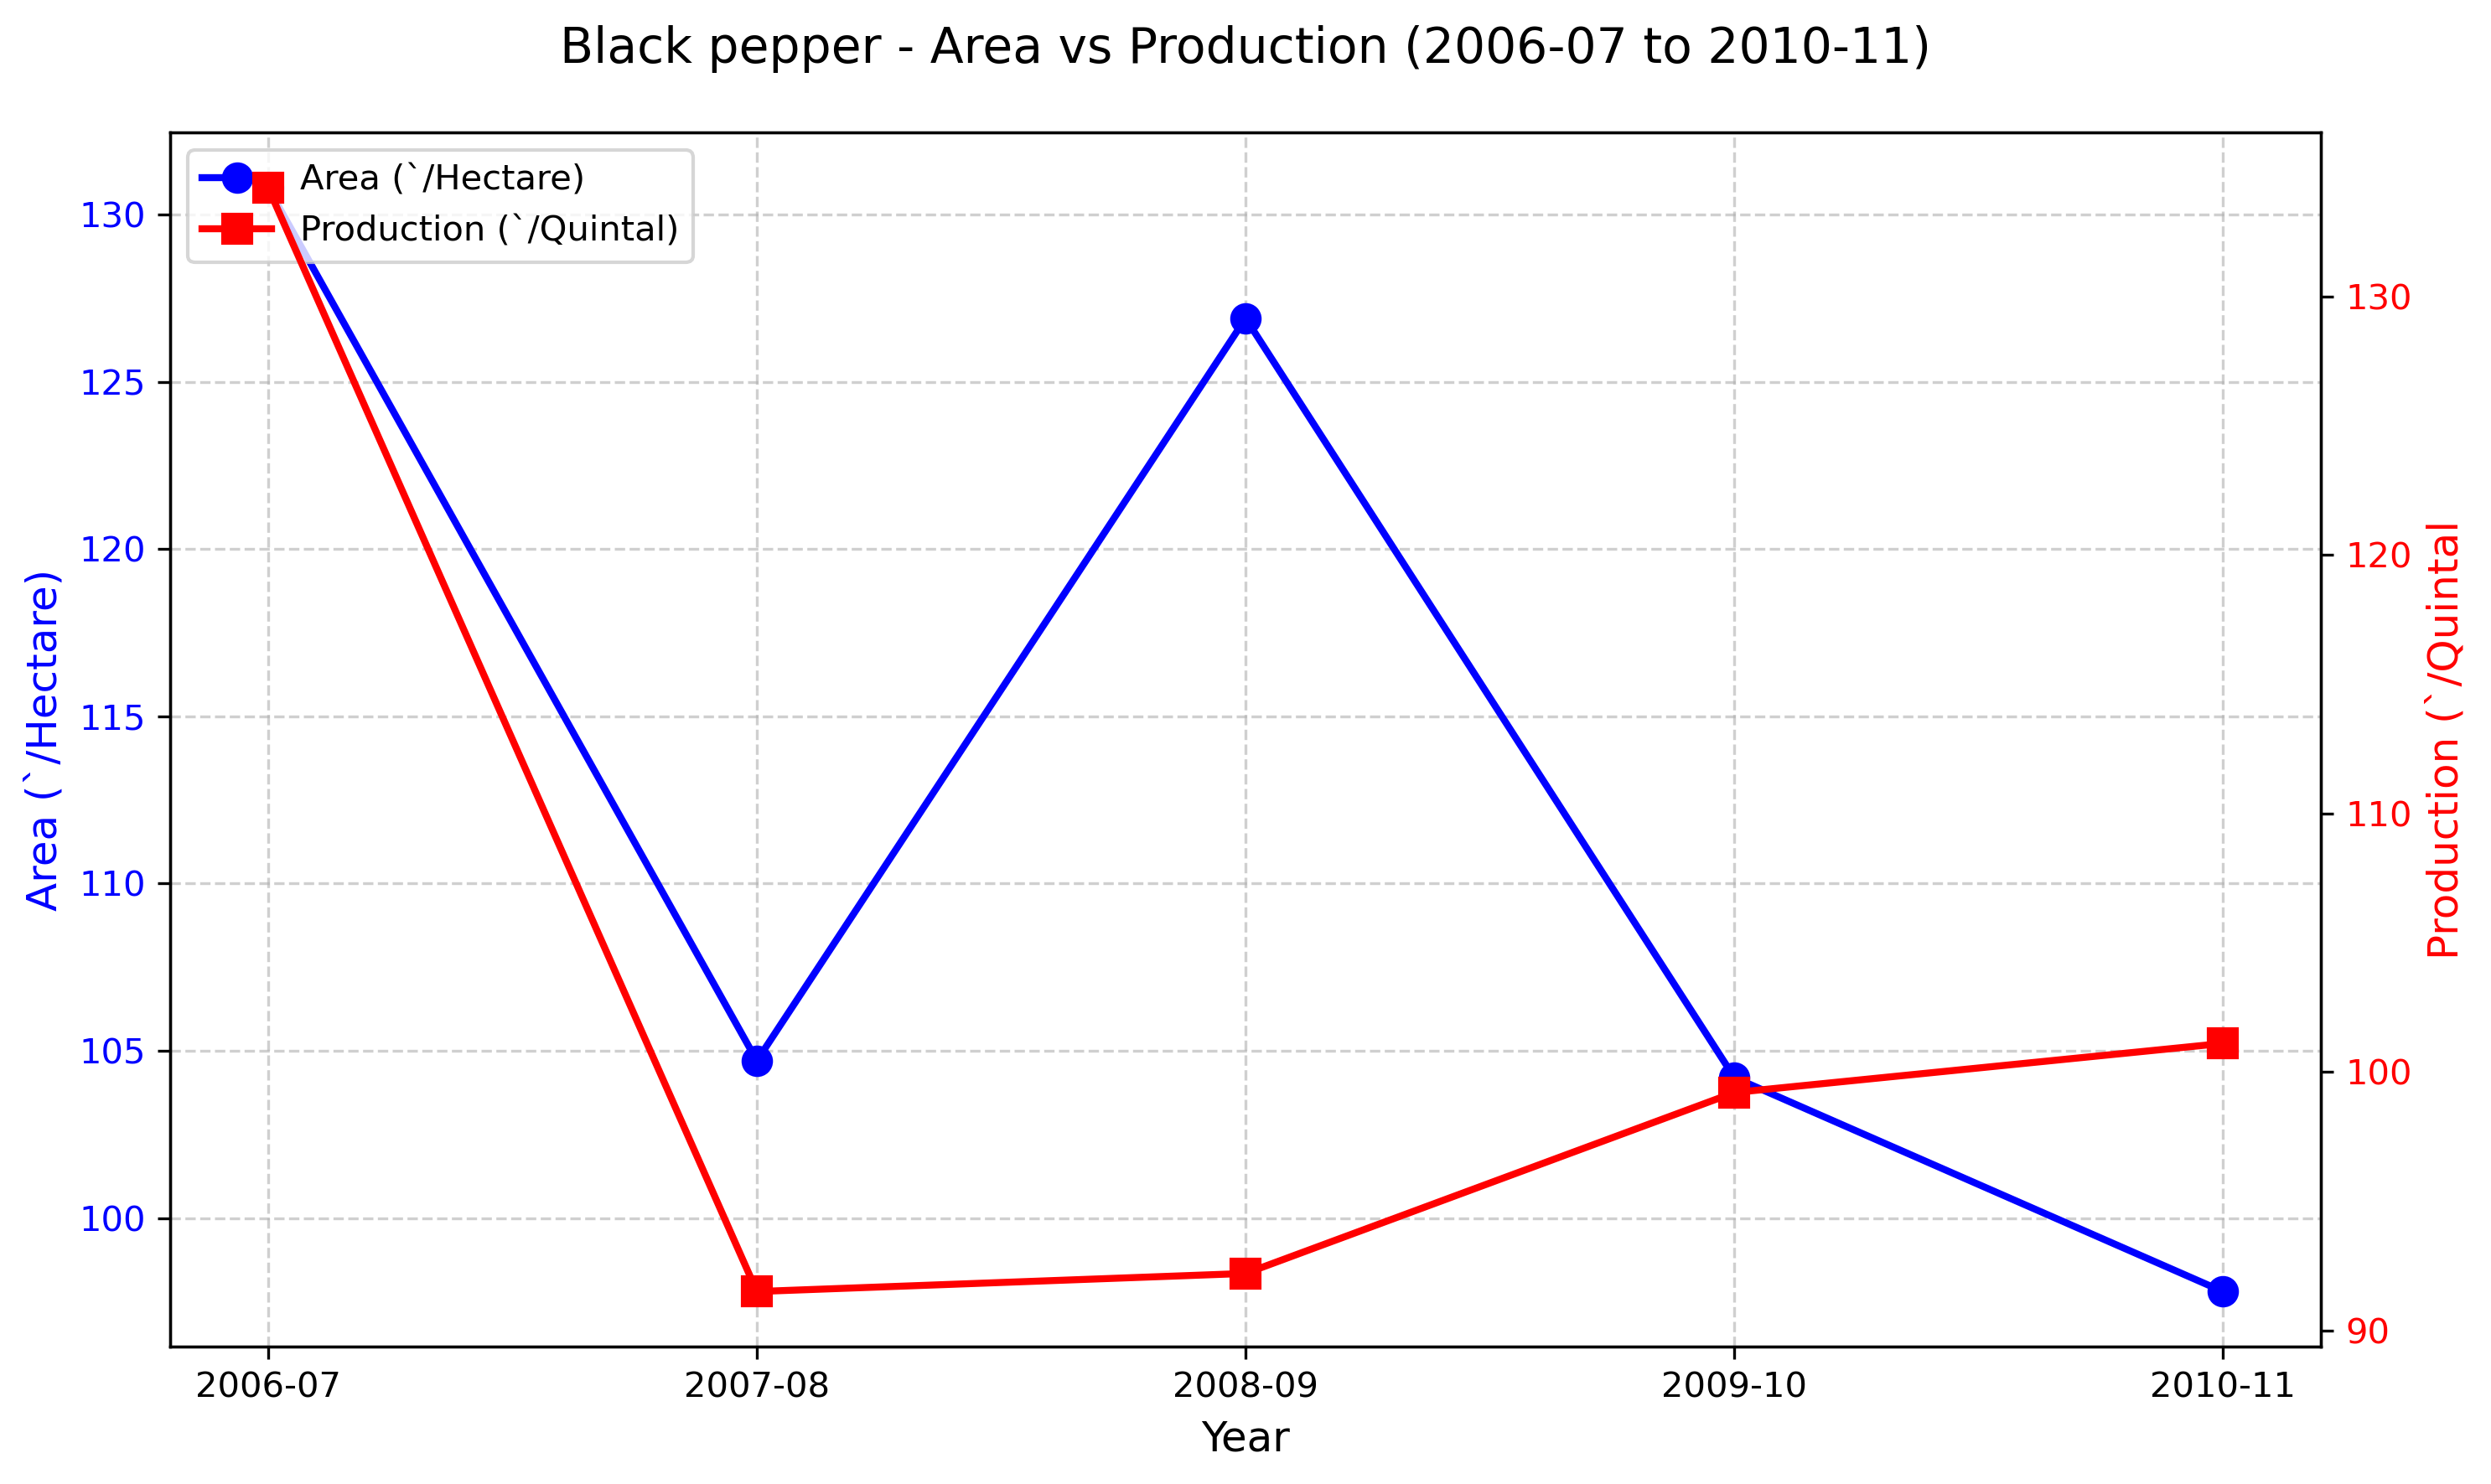 Black pepper - Area vs Production (2006-07 to 2010-11)
Area (`/Hectare)
Production (`/Quintal)
130
125
120
115
110
105
100
Area (`/Hectare)
130
120
110
100
90
Production (`/Quintal
2006-07 2007-08 2008-09 2009-10 2010-11
Year